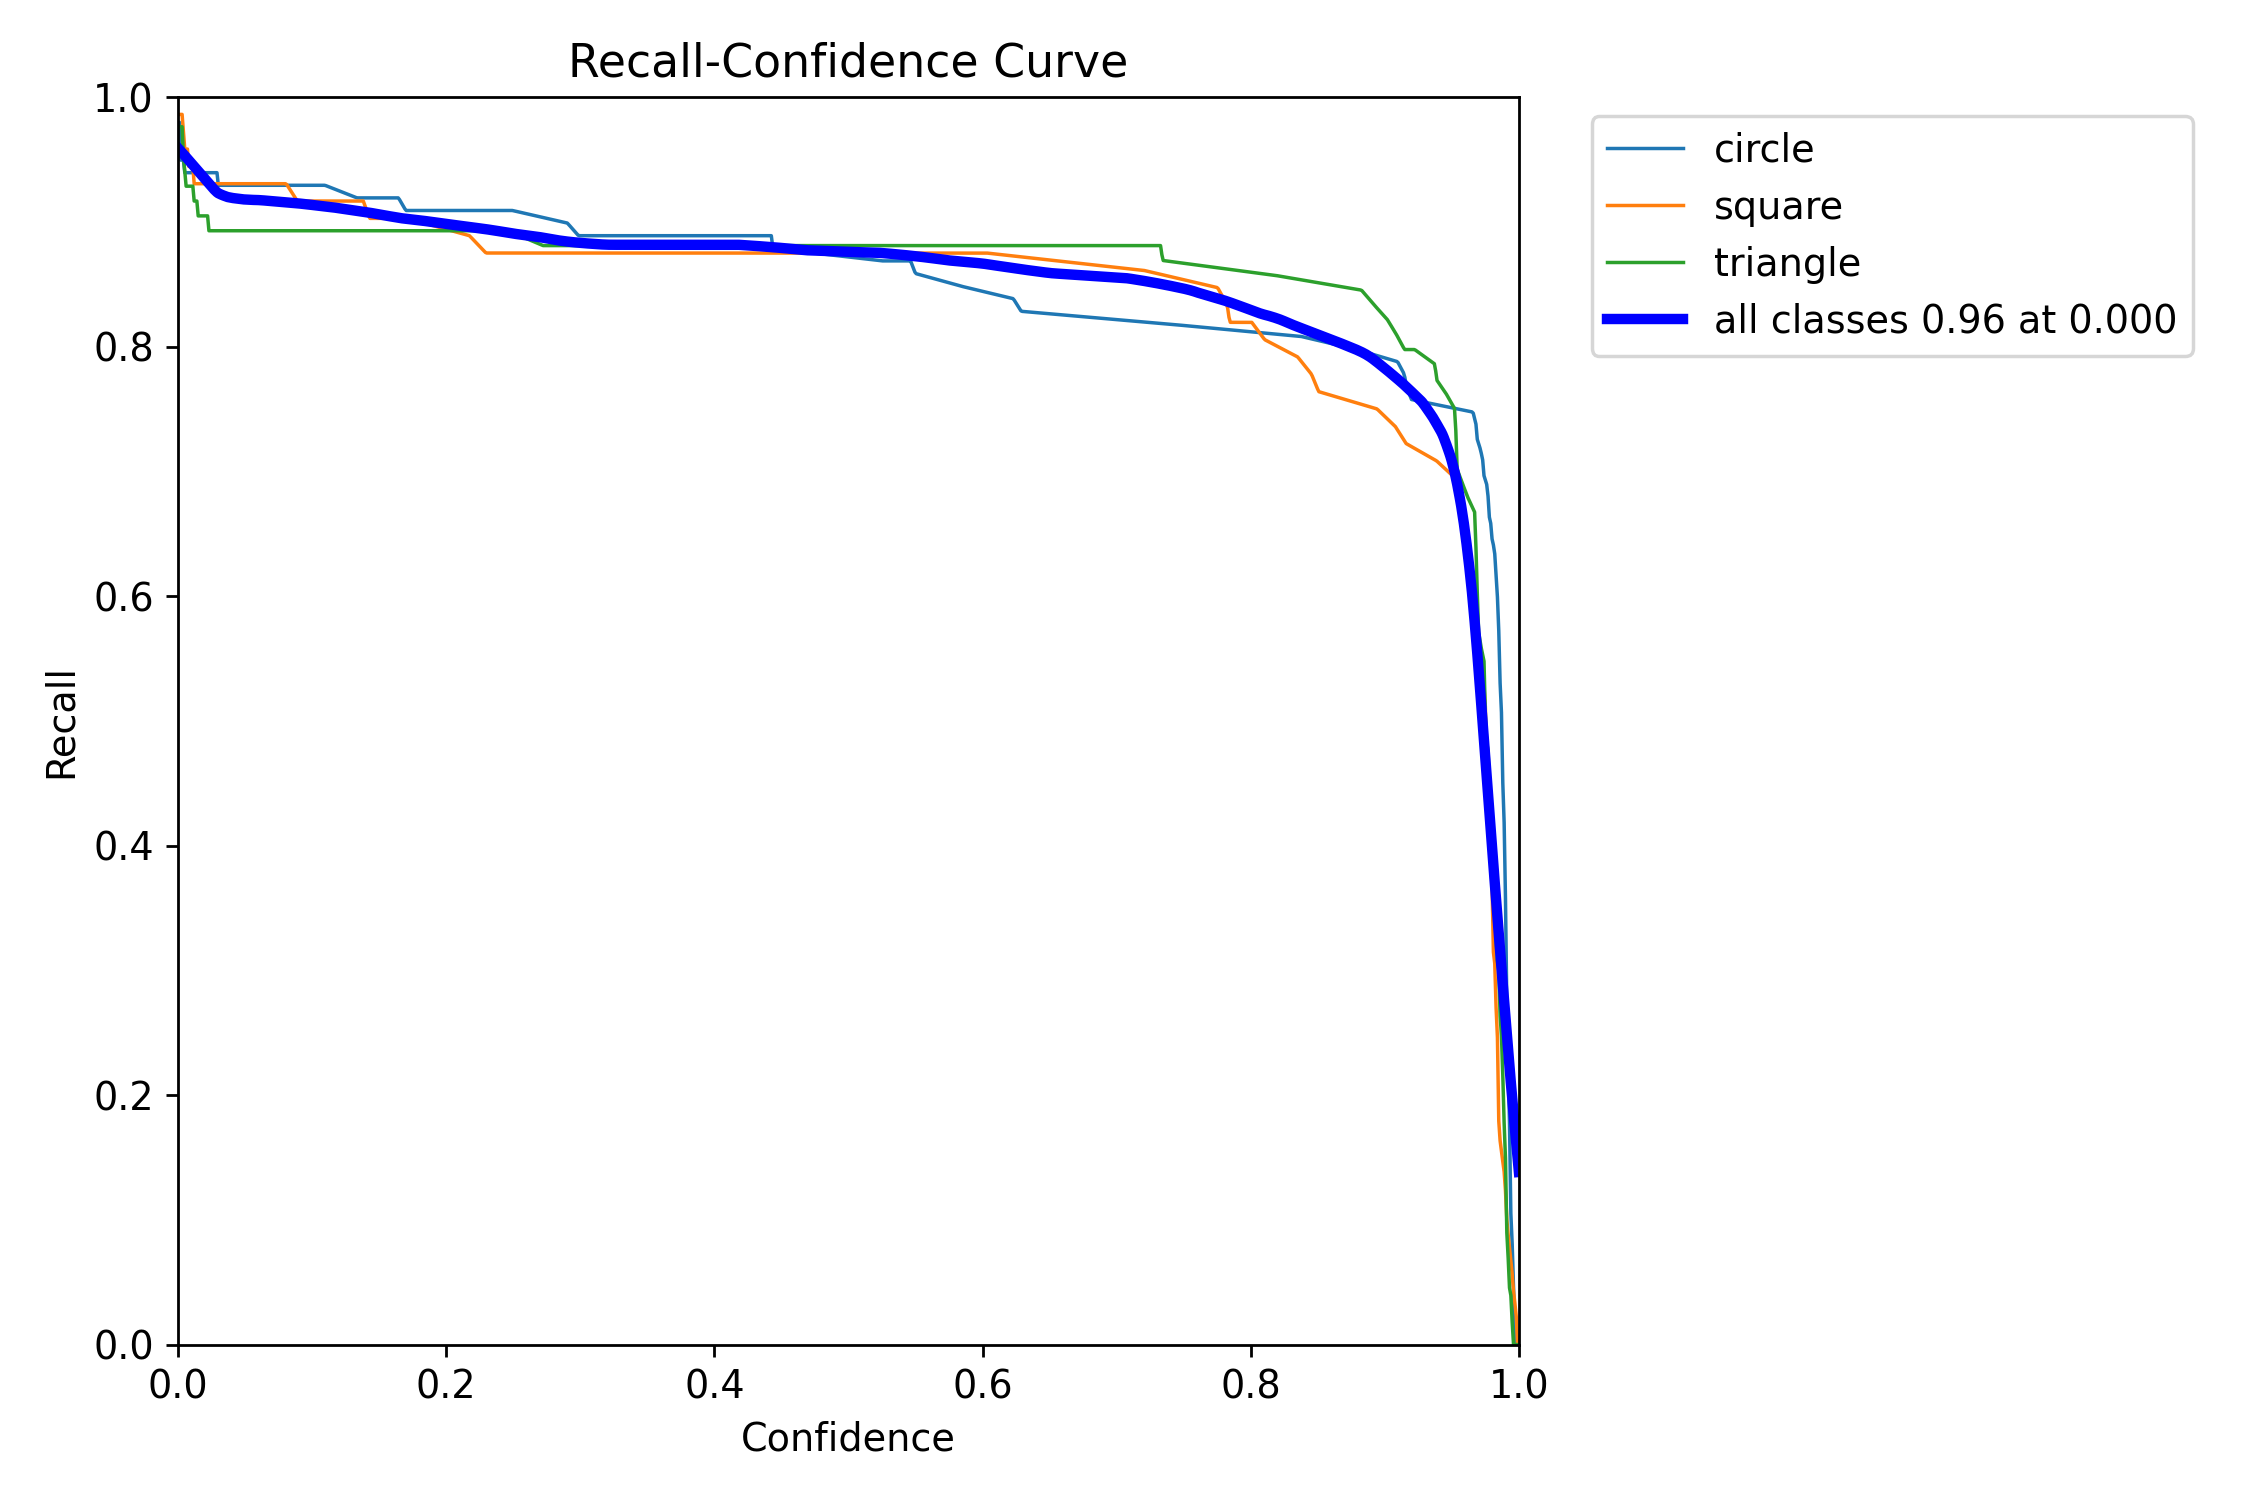 Recall-Confidence Curve
1.0
0.8
0.6
0.4
0.2
0.0
Recall
0.0 0.2 0.4 0.6 0.8 1.0
Confidence
circle
square
triangle
all classes 0.96 at 0.000